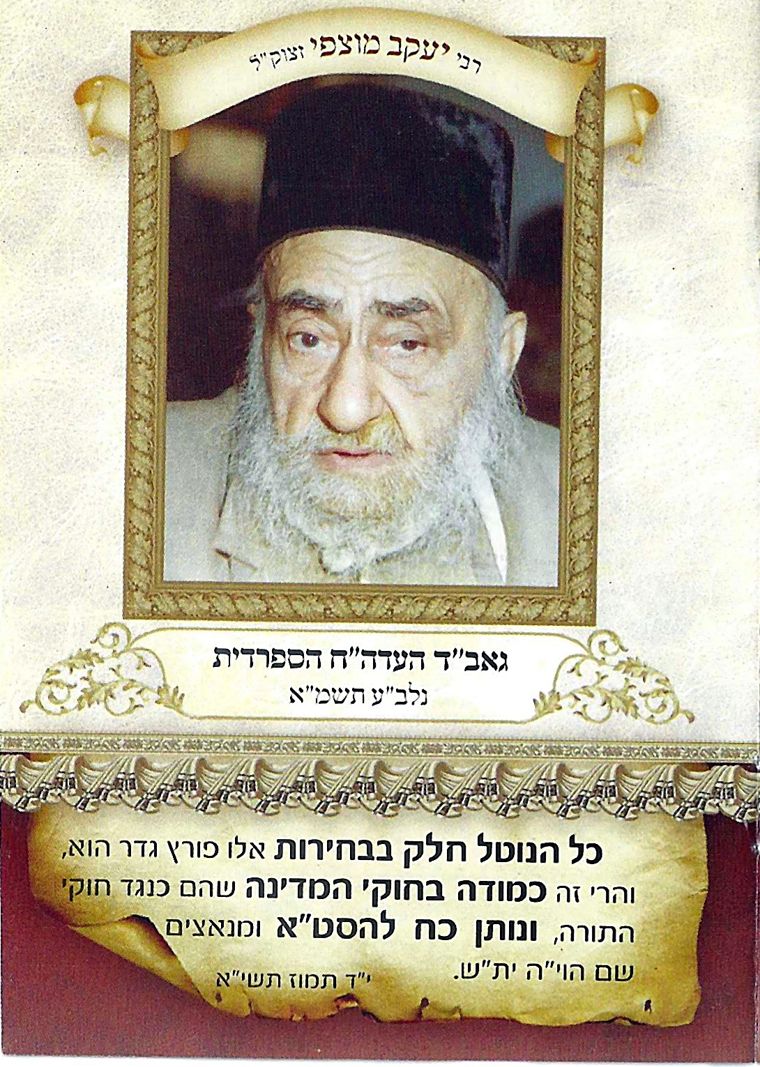 רבי יעקב מוצפי זצוק"ל
גאב"ד העדה"ח הספרדית
נלב"ע תשמ"א
כל הנוטל חלק בבחירות אלו פורץ גדר הוא,
והרי זה כמודה בחוקי המדינה שהם כנגד חוקי
התורה, ונותן כח להסט"א ומנאצים
שם הוי"ה ית"ש.
י"ד תמוז תשי"א